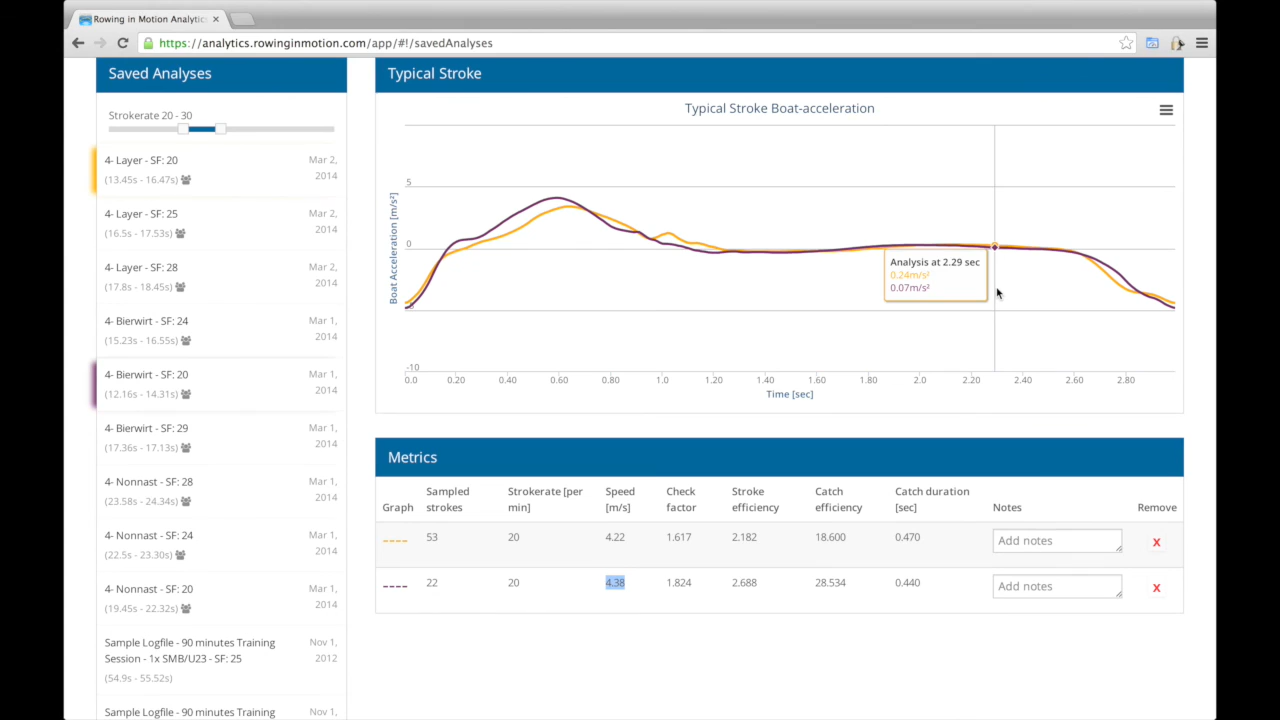 Rowing in Motion Analytic
https://analytics.rowinginmotion.com/app/#!/savedAnalyses
Saved Analyses
Strokerate 20 - 30
4- Layer - SF: 20
Mar 2,
2014
(13.45s - 16.47s)
4- Layer - SF: 25
Mar 2,
2014
(16.5s - 17.53s)
4- Layer - SF: 28
Mar 2,
2014
(17.8s - 18.45s)
4- Bierwirt - SF: 24
Mar 1,
2014
(15.23s - 16.55s)
4- Bierwirt - SF: 20
Mar 1,
2014
(12.16s - 14.31s)
4- Bierwirt - SF: 29
Mar 1,
2014
(17.36s - 17.13s)
4- Nonnast - SF: 28
Mar 1,
2014
(23.58s - 24.34s)
4- Nonnast - SF: 24
Mar 1,
2014
(22.5s - 23.30s)
4- Nonnast - SF: 20
Mar 1,
2014
(19.45s - 22.32s)
Sample Logfile - 90 minutes Training
Session - 1x SMB/U23 - SF: 25
Nov 1,
2012
(54.9s - 55.52s)
Sample Logfile - 90 minutes Training
Nov 1,
Typical Stroke
Typical Stroke Boat-acceleration
Boat Acceleration [m/s²]
5
0
-10
Analysis at 2.29 sec
0.24m/s²
0.07m/s²
0.0 0.20 0.40 0.60 0.80 1.0 1.20 1.40 1.60 1.80 2.0 2.20 2.40 2.60 2.80
Time [sec]
Metrics
Graph Sampled strokes Strokerate [per min] Speed [m/s] Check factor Stroke efficiency Catch efficiency Catch duration [sec] Notes Remove
53 20 4.22 1.617 2.182 18.600 0.470 Add notes X
22 20 4.38 1.824 2.688 28.534 0.440 Add notes X